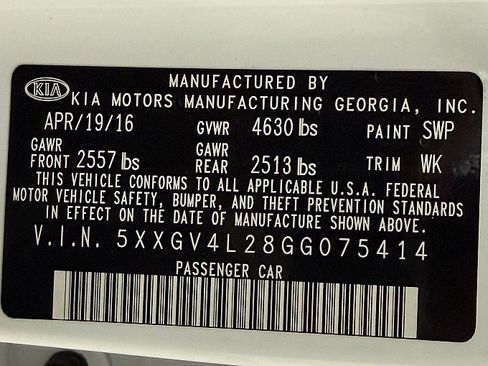 MANUFACTURED BY
KIA KIA MOTORS MANUFACTURING GEORGIA, INC.
APR/19/16 GVWR 4630 lbs PAINT SWP
GAWR FRONT 2557 lbs GAWR REAR 2513 lbs TRIM WK
THIS VEHICLE CONFORMS TO ALL APPLICABLE U.S.A. FEDERAL
MOTOR VEHICLE SAFETY, BUMPER, AND THEFT PREVENTION STANDARDS
IN EFFECT ON THE DATE OF MANUFACTURE SHOWN ABOVE.
V.I.N. 5XXGV4L28GG075414
PASSENGER CAR